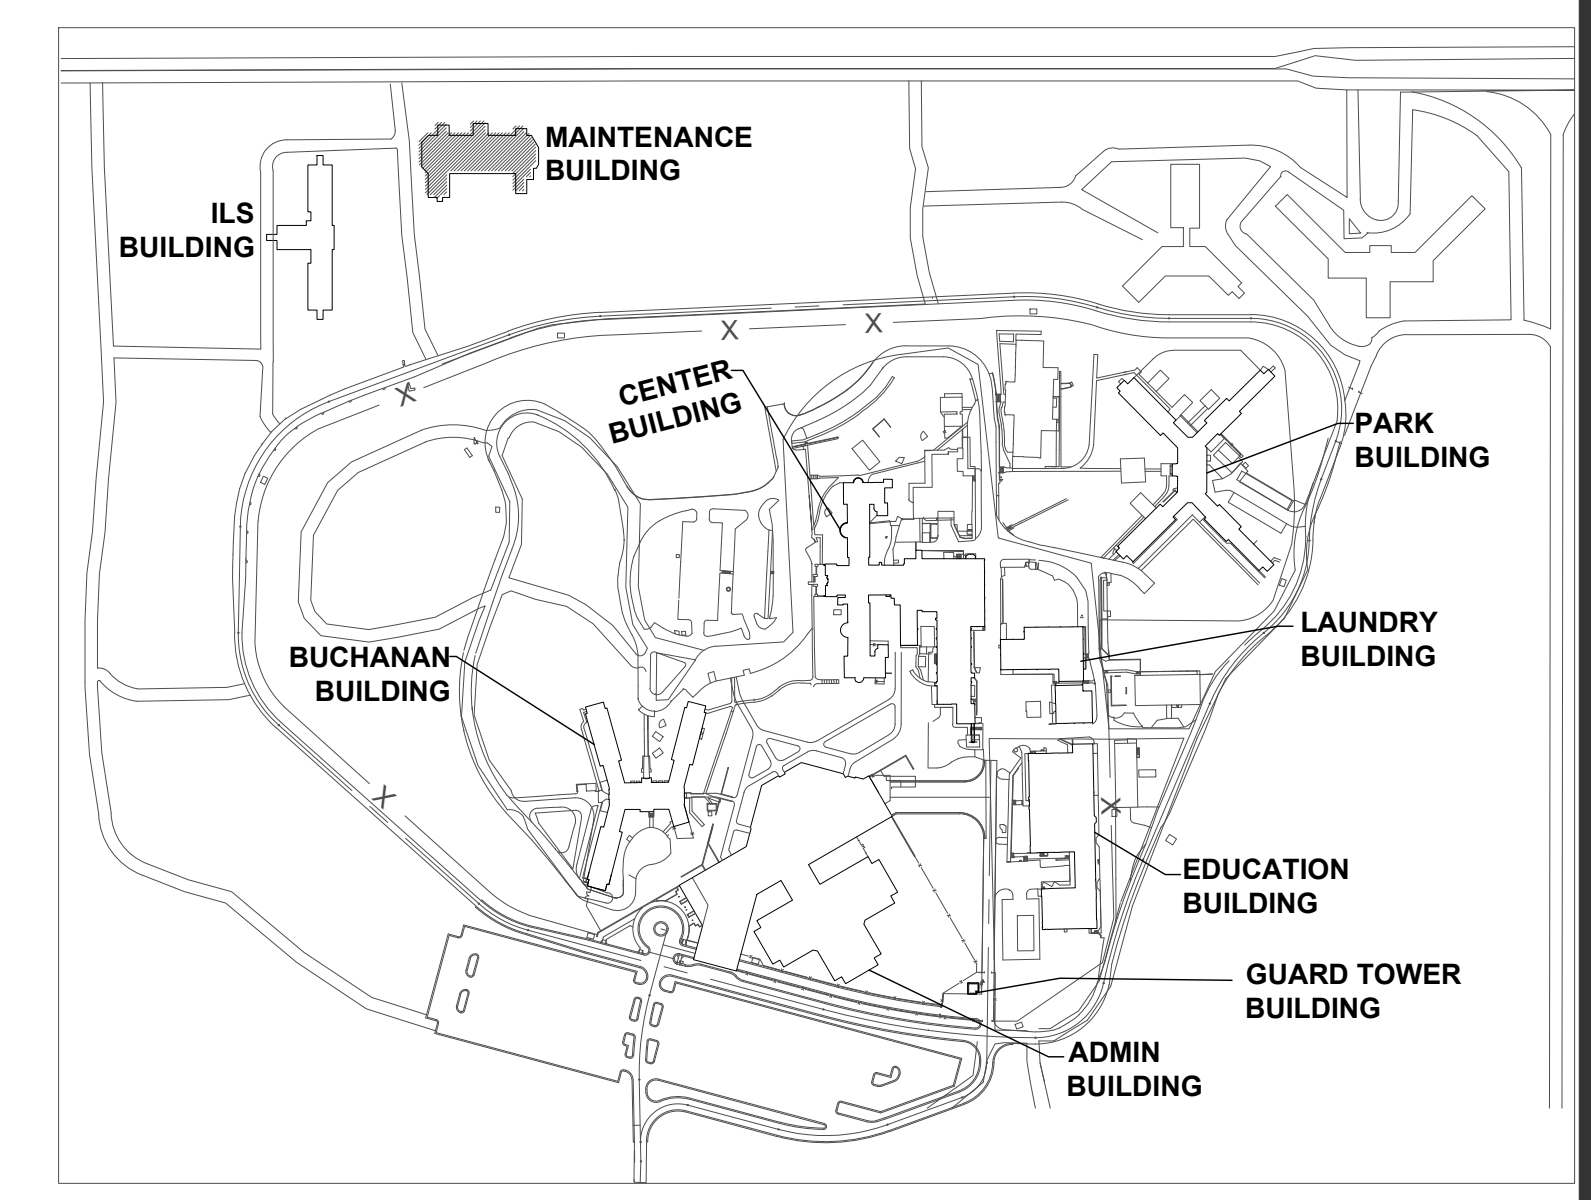 MAINTENANCE
BUILDING
ILS
BUILDING
X
X
X
CENTER
BUILDING
PARK
BUILDING
LAUNDRY
BUILDING
BUCHANAN
BUILDING
X
X
EDUCATION
BUILDING
GUARD TOWER
BUILDING
ADMIN
BUILDING